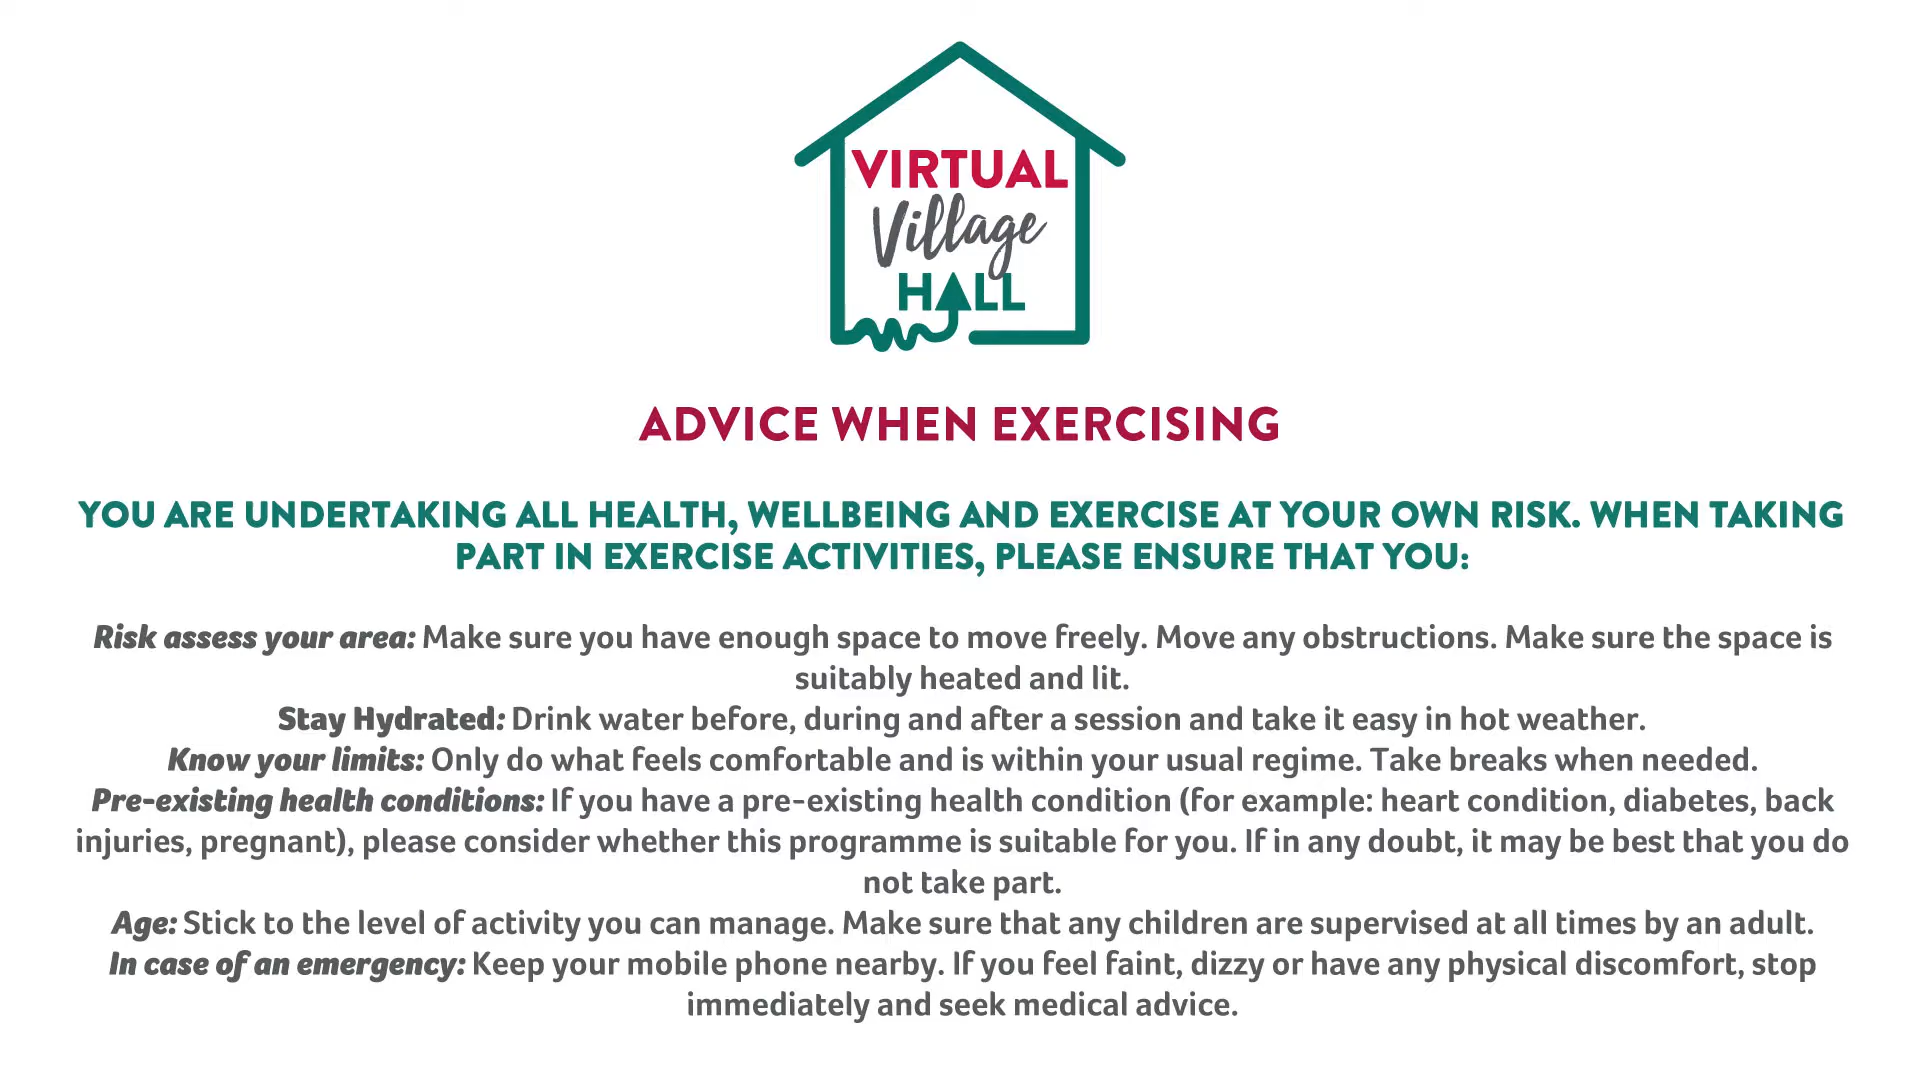 VIRTUAL
Village
HALL
ADVICE WHEN EXERCISING
YOU ARE UNDERTAKING ALL HEALTH, WELLBEING AND EXERCISE AT YOUR OWN RISK. WHEN TAKING
PART IN EXERCISE ACTIVITIES, PLEASE ENSURE THAT YOU:
Risk assess your area: Make sure you have enough space to move freely. Move any obstructions. Make sure the space is
suitably heated and lit.
Stay Hydrated: Drink water before, during and after a session and take it easy in hot weather.
Know your limits: Only do what feels comfortable and is within your usual regime. Take breaks when needed.
Pre-existing health conditions: If you have a pre-existing health condition (for example: heart condition, diabetes, back
injuries, pregnant), please consider whether this programme is suitable for you. If in any doubt, it may be best that you do
not take part.
Age: Stick to the level of activity you can manage. Make sure that any children are supervised at all times by an adult.
In case of an emergency: Keep your mobile phone nearby. If you feel faint, dizzy or have any physical discomfort, stop
immediately and seek medical advice.